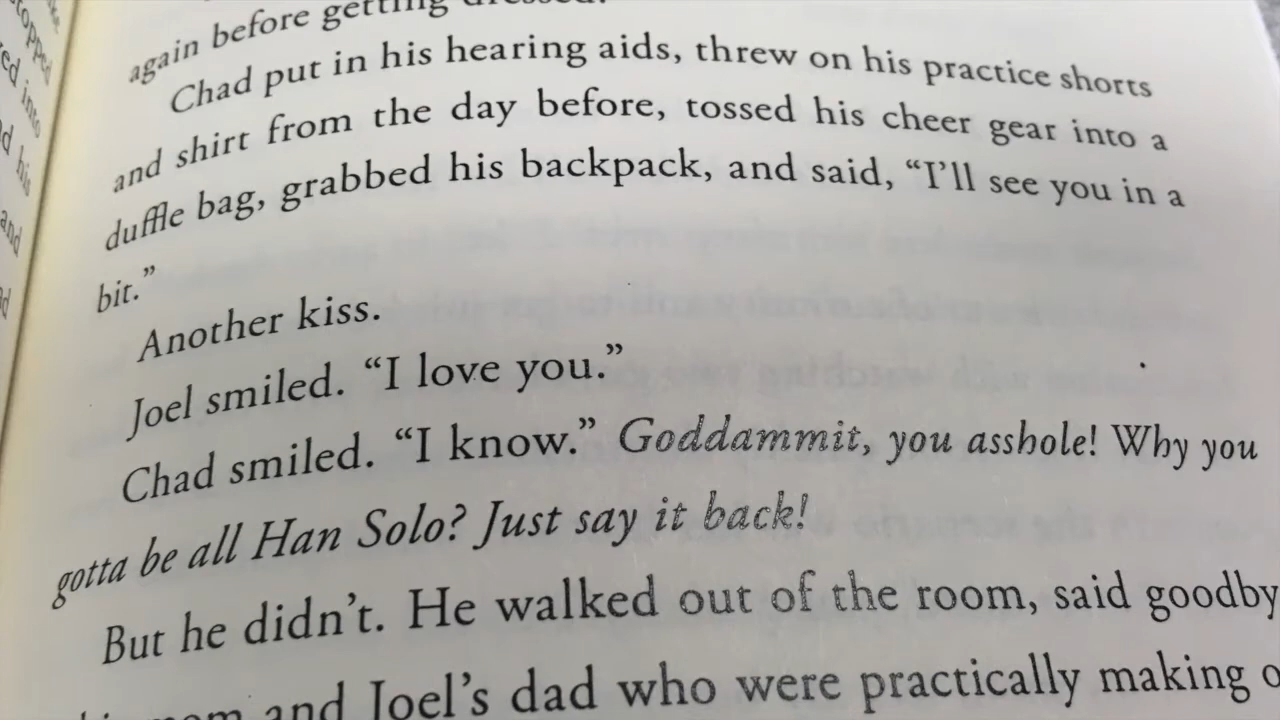 again before getting dressed.
Chad put in his hearing aids, threw on his practice shorts
and shirt from the day before, tossed his cheer gear into a
duffle bag, grabbed his backpack, and said, “I’ll see you in a
bit.”
Another kiss.
Joel smiled. “I love you.”
Chad smiled. “I know.” Goddammit, you asshole! Why you
gotta be all Han Solo? Just say it back!
But he didn’t. He walked out of the room, said goodby
mom and Joel’s dad who were practically making